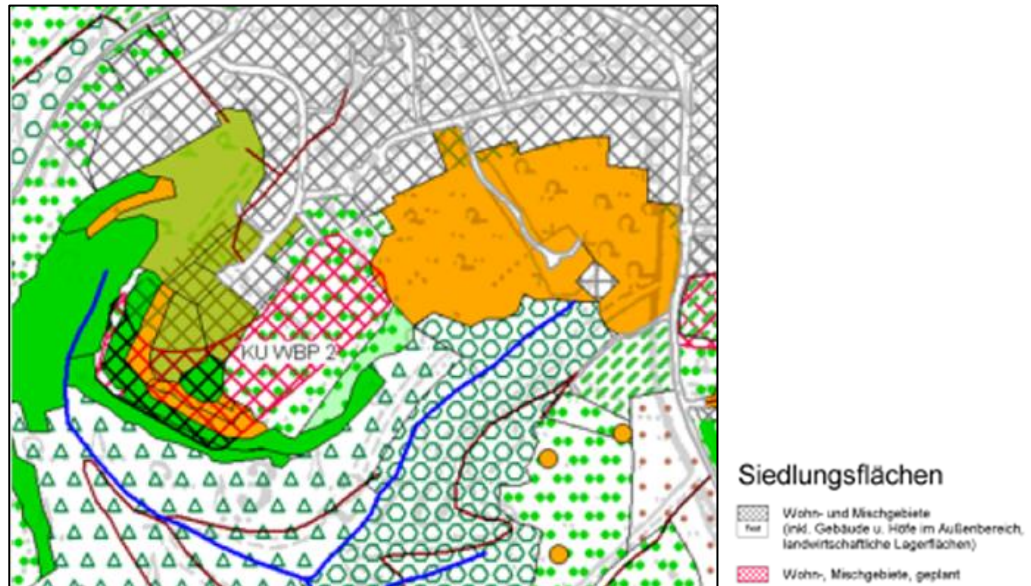 KU WBP 2
Siedlungsflächen
Wohn- und Mischgebiete
(inkl. Gebäude u. Höfe im Außenbereich,
landwirtschaftliche Lagerflächen)
Wohn-, Mischgebiete, geplant